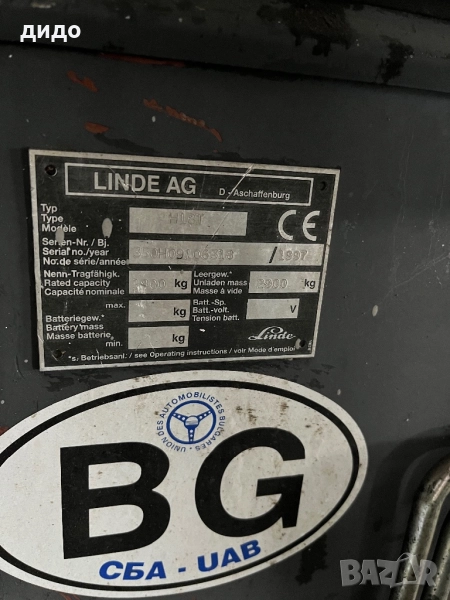 дидо
LINDE AG D - Aschaffenburg
Typ
Type
Modèle
CE
Serien-Nr. / Bj.
Serial no./year / 1997
No. de série/année
Nenn-Tragfähigk. Leergew.*
Rated capacity kg Unladen mass kg
Capacité nominale Masse à vide
max. kg Batt.-Sp.
Batteriegew.* Batt.-volt. V
Battery mass Tension batt.
Masse batterie
min. kg Linde
*s/ Betriebsanl./ see Operating instructions / voir Mode d'emploi
UNION DES AUTOMOBILISTES BULGARES
BG
СБА - UAB
BAZAR